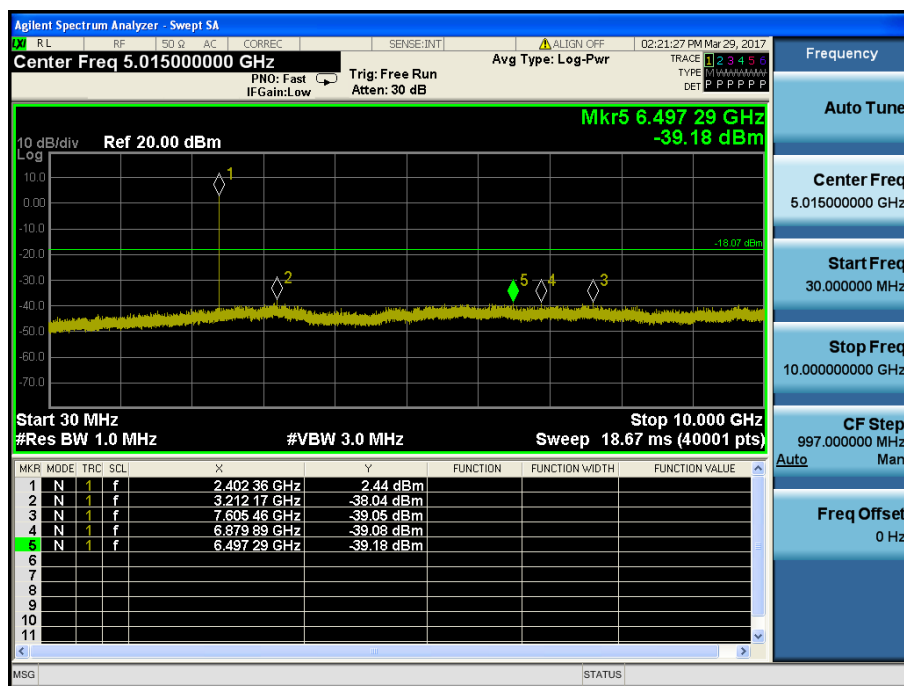 Agilent Spectrum Analyzer - Swept SA
LXI RL RF 50 Ω AC CORREC SENSE:INT ALIGN OFF 02:21:27 PM Mar 29, 2017
Center Freq 5.015000000 GHz
PNO: Fast
IFGain:Low
Trig: Free Run
Atten: 30 dB
Avg Type: Log-Pwr
TRACE 1 2 3 4 5 6
TYPE M W W W W W
DET P P P P P P
Mkr5 6.497 29 GHz
-39.18 dBm
10 dB/div Ref 20.00 dBm
Log
10.0
0.00
-10.0
-20.0
-30.0
-40.0
-50.0
-60.0
-70.0
1
2
5
4
3
-18.07 dBm
Start 30 MHz Stop 10.000 GHz
#Res BW 1.0 MHz #VBW 3.0 MHz Sweep 18.67 ms (40001 pts)
MKR MODE TRC SCL X Y FUNCTION FUNCTION WIDTH FUNCTION VALUE
1 N 1 f 2.402 36 GHz 2.44 dBm
2 N 1 f 3.212 17 GHz -38.04 dBm
3 N 1 f 7.605 46 GHz -39.05 dBm
4 N 1 f 6.879 89 GHz -39.08 dBm
5 N 1 f 6.497 29 GHz -39.18 dBm
6
7
8
9
10
11
MSG STATUS
Frequency
Auto Tune
Center Freq
5.015000000 GHz
Start Freq
30.000000 MHz
Stop Freq
10.000000000 GHz
CF Step
997.000000 MHz
Auto Man
Freq Offset
0 Hz